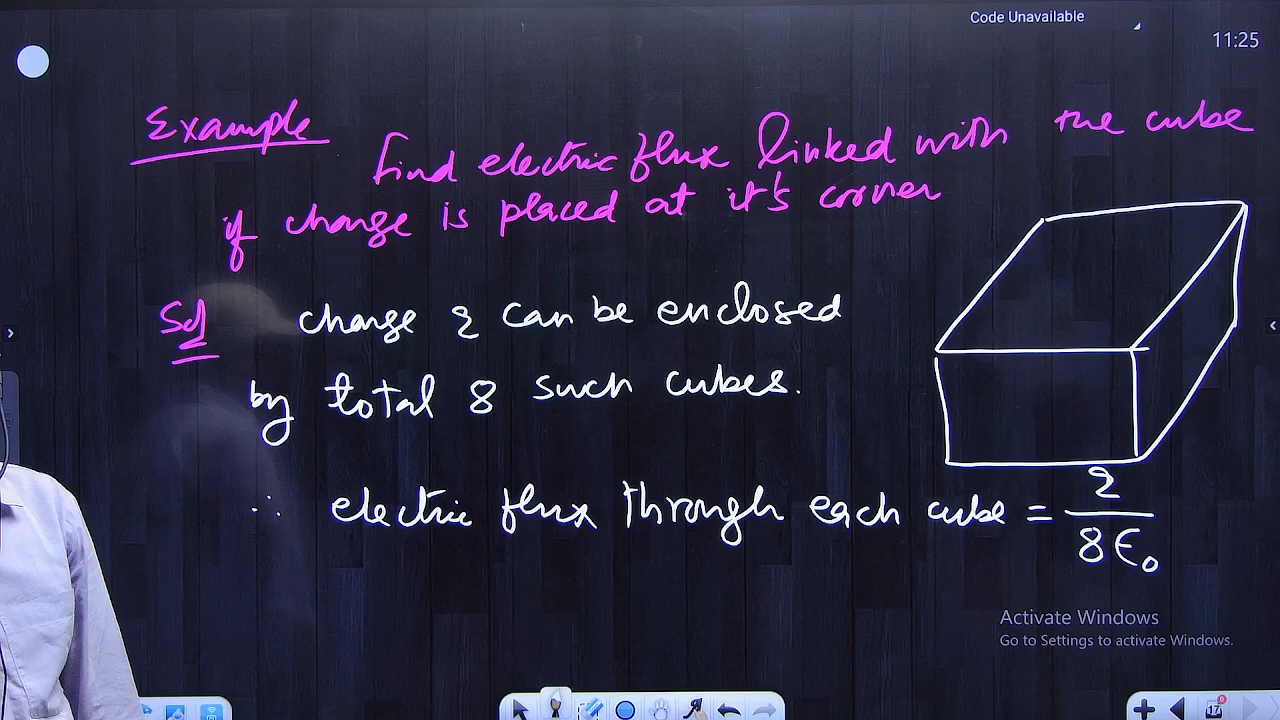 Code Unavailable
11:25
Example
Find electric flux linked with the cube
if charge is placed at it's corner
Sol
charge q can be enclosed
by total 8 such cubes.
∴ electric flux through each cube = q/8ϵ₀
Activate Windows
Go to Settings to activate Windows.
17